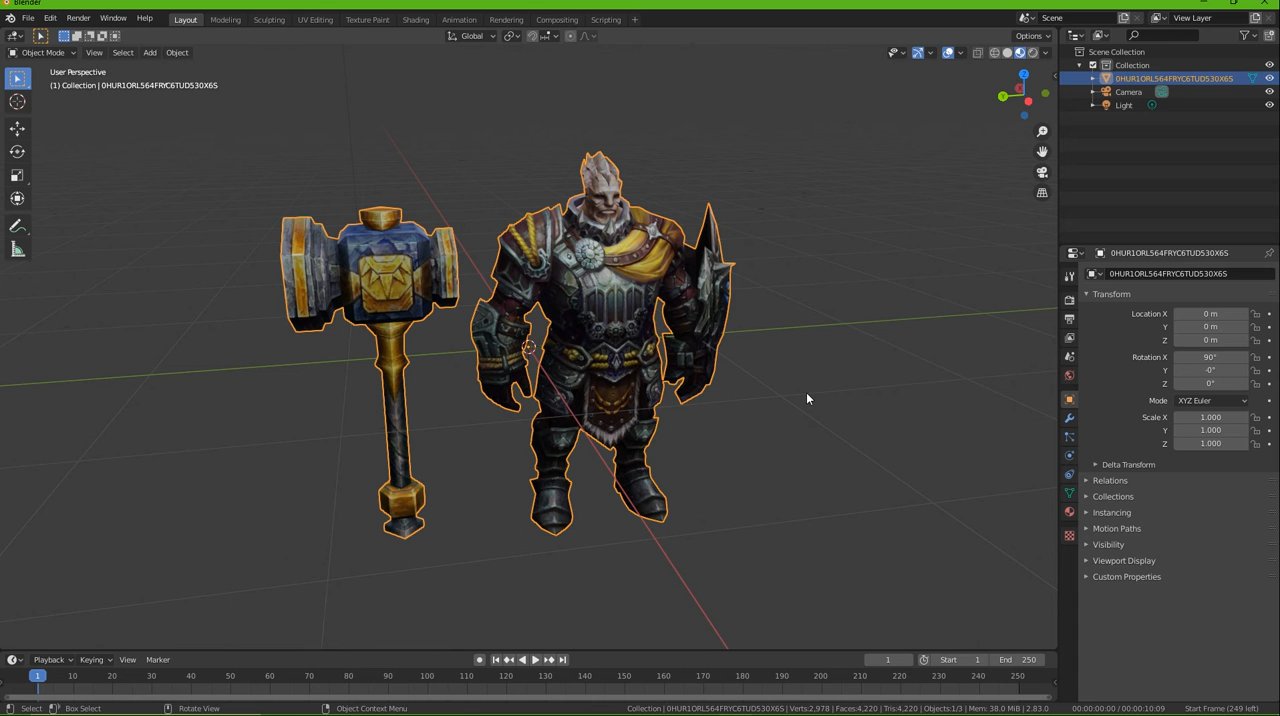 Blender
File Edit Render Window Help Layout Modeling Sculpting UV Editing Texture Paint Shading Animation Rendering Compositing Scripting + Scene View Layer
Global Options
Object Mode View Select Add Object
User Perspective
(1) Collection | 0HUR1ORL564FRYC6TUD530X6S
Z
Y
Scene Collection
Collection
0HUR1ORL564FRYC6TUD530X6S
Camera
Light
0HUR1ORL564FRYC6TUD530X6S
0HUR1ORL564FRYC6TUD530X6S
Transform
Location X 0 m
Y 0 m
Z 0 m
Rotation X 90°
Y -0°
Z 0°
Mode XYZ Euler
Scale X 1.000
Y 1.000
Z 1.000
Delta Transform
Relations
Collections
Instancing
Motion Paths
Visibility
Viewport Display
Custom Properties
Playback Keying View Marker 1 Start 1 End 250
1 10 20 30 40 50 60 70 80 90 100 110 120 130 140 150 160 170 180 190 200 210 220 230 240 250
Select Box Select Rotate View Object Context Menu Collection | 0HUR1ORL564FRYC6TUD530X6S | Verts:2,978 | Faces:4,220 | Tris:4,220 | Objects:1/3 | Mem: 38.0 MiB | 2.83.0 00:00:00:00 / 00:00:10:09 Start Frame (249 left)